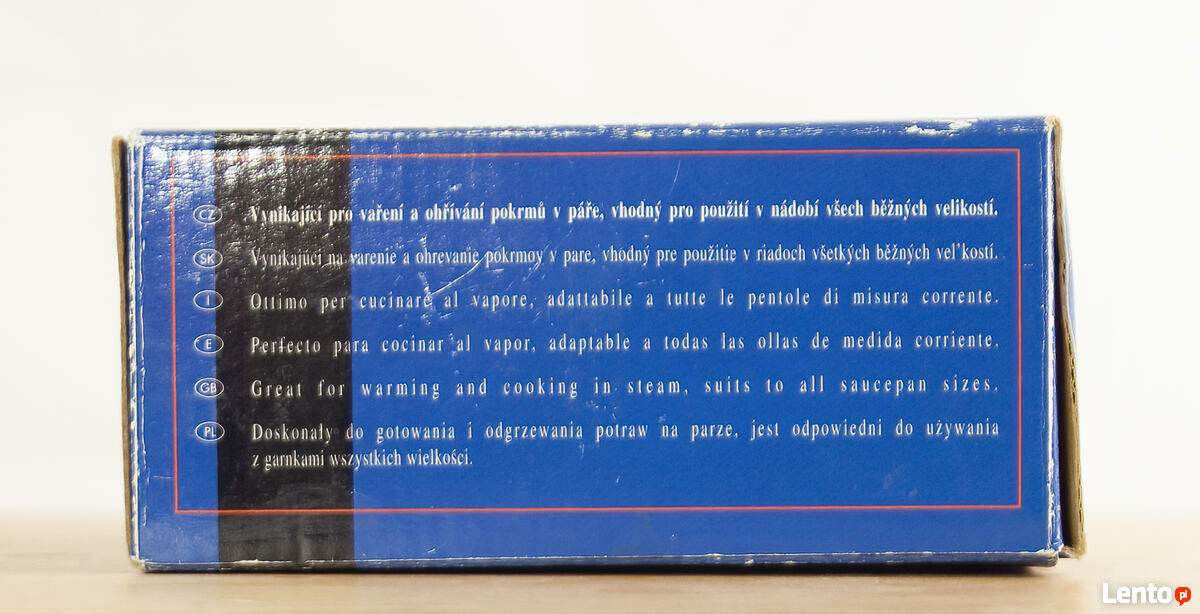 CZ Vynikající pro vaření a ohřívání pokrmů v páře, vhodný pro použití v nádobí všech běžných velikostí.
SK Vynikajúci na varenie a ohrevanie pokrmov v pare, vhodný pre použitie v riadoch všetkých běžných veľkostí.
I Ottimo per cucinare al vapore, adattabile a tutte le pentole di misura corrente.
E Perfecto para cocinar al vapor, adaptable a todas las ollas de medida corriente.
GB Great for warming and cooking in steam, suits to all saucepan sizes.
PL Doskonały do gotowania i odgrzewania potraw na parze, jest odpowiedni do używania
z garnkami wszystkich wielkości.
Lento pl